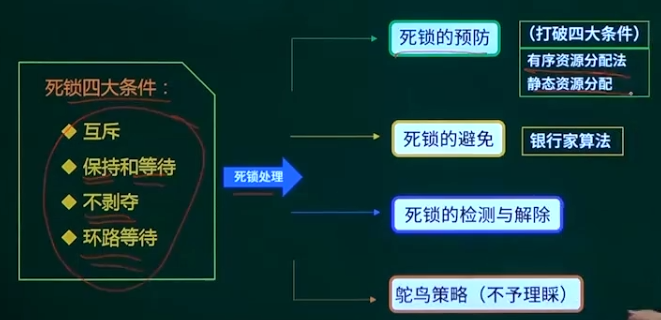 死锁四大条件：
◆ 互斥
◆ 保持和等待
◆ 不剥夺
◆ 环路等待
死锁处理
死锁的预防
（打破四大条件）
有序资源分配法
静态资源分配
死锁的避免
银行家算法
死锁的检测与解除
鸵鸟策略（不予理睬）